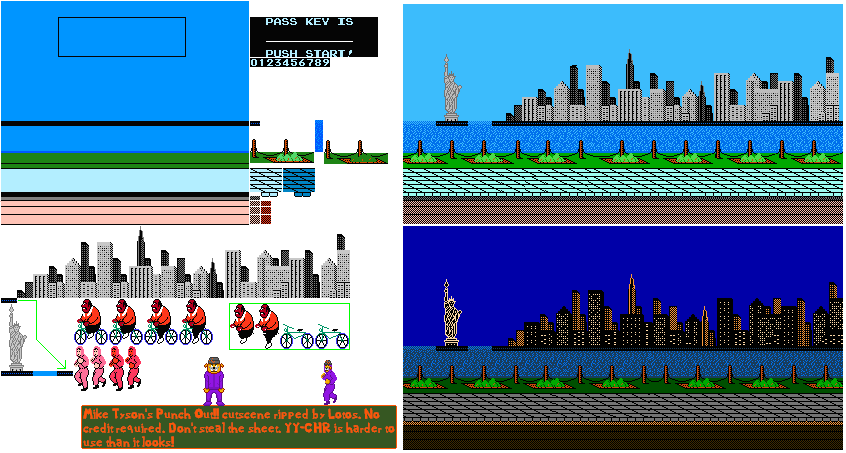 PASS KEY IS
PUSH START!
0123456789
Mike Tyson's Punch Out!! cutscene ripped by Lotos. No
credit required. Don't steal the sheet. YY-CHR is harder to
use than it looks!